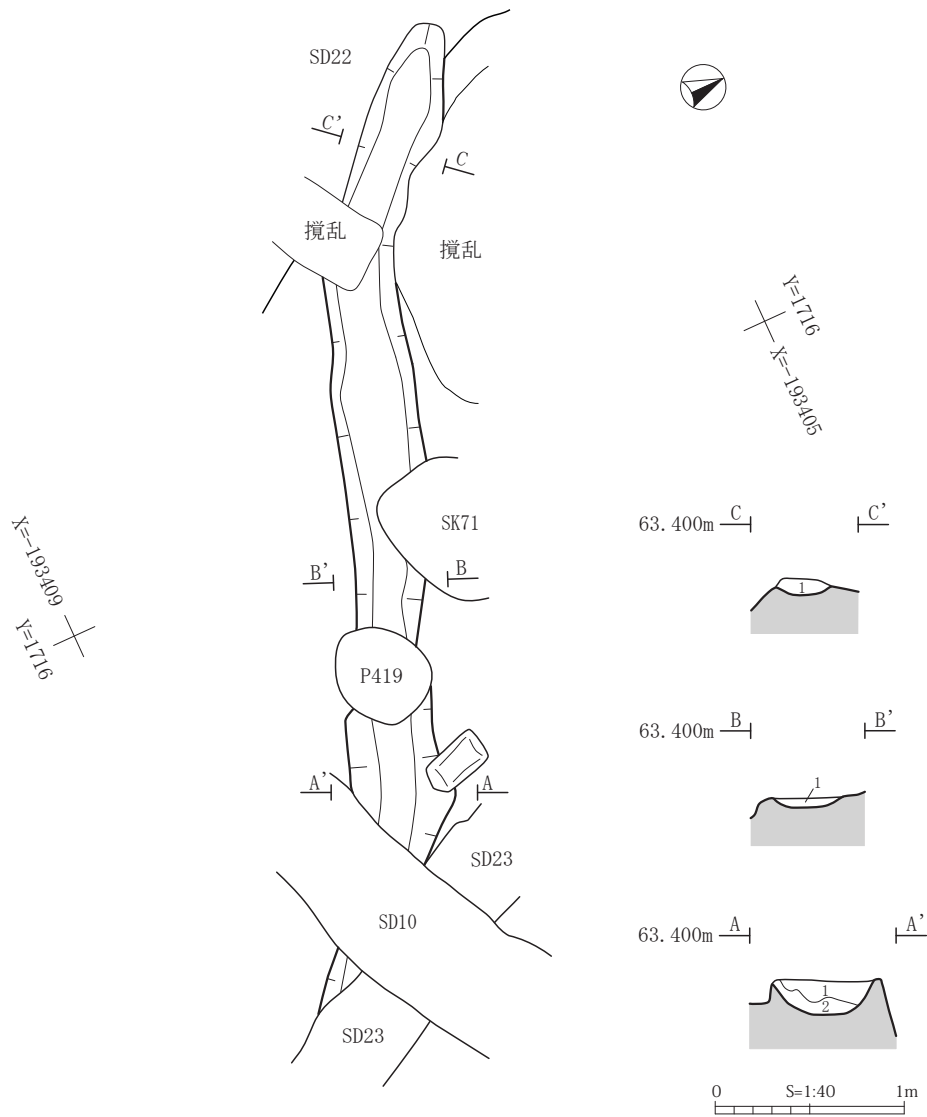 SD22
C'
C
撹乱
撹乱
Y=1716
X=-193405
SK71
63.400m
C
C'
X=-193409
Y=1716
B'
B
P419
63.400m
B
B'
1
1
A'
A
SD23
SD10
63.400m
A
A'
1
2
SD23
0
S=1:40
1m